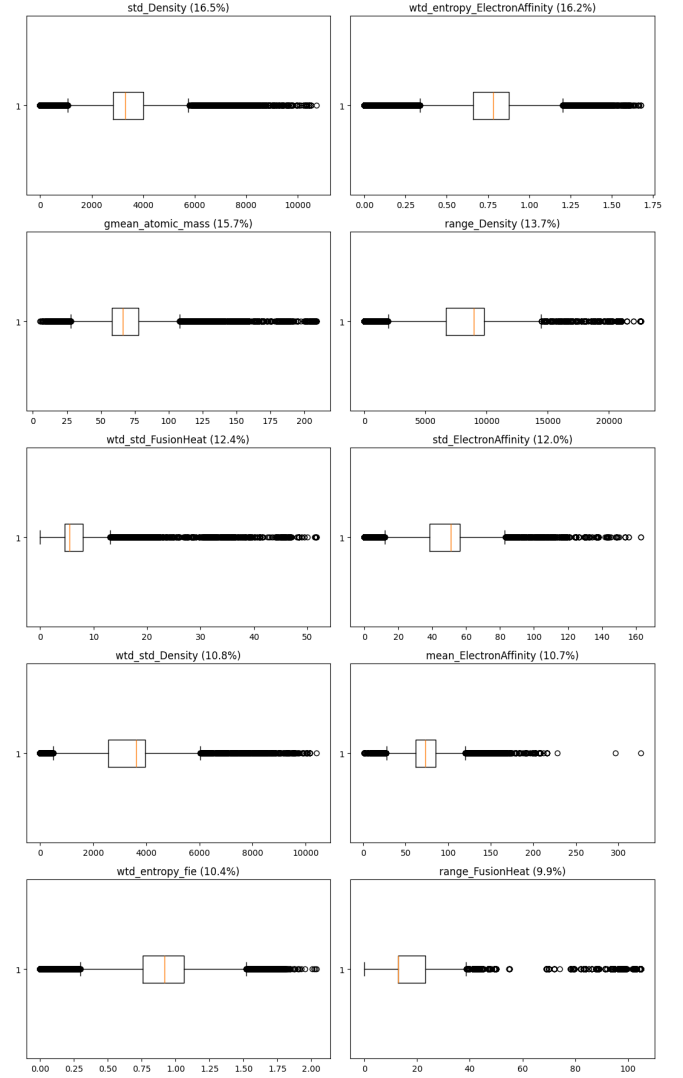 std_Density (16.5%)
1
0 2000 4000 6000 8000 10000
wtd_entropy_ElectronAffinity (16.2%)
1
0.00 0.25 0.50 0.75 1.00 1.25 1.50 1.75
gmean_atomic_mass (15.7%)
1
0 25 50 75 100 125 150 175 200
range_Density (13.7%)
1
0 5000 10000 15000 20000
wtd_std_FusionHeat (12.4%)
1
0 10 20 30 40 50
std_ElectronAffinity (12.0%)
1
0 20 40 60 80 100 120 140 160
wtd_std_Density (10.8%)
1
0 2000 4000 6000 8000 10000
mean_ElectronAffinity (10.7%)
1
0 50 100 150 200 250 300
wtd_entropy_fie (10.4%)
1
0.00 0.25 0.50 0.75 1.00 1.25 1.50 1.75 2.00
range_FusionHeat (9.9%)
1
0 20 40 60 80 100